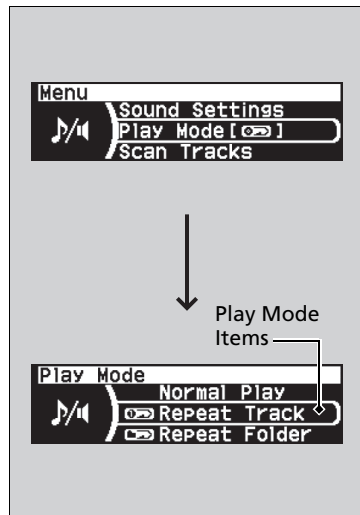 Menu
Sound Settings
Play Mode[ ]
Scan Tracks
Play Mode
Items
Play Mode
Normal Play
Repeat Track
Repeat Folder